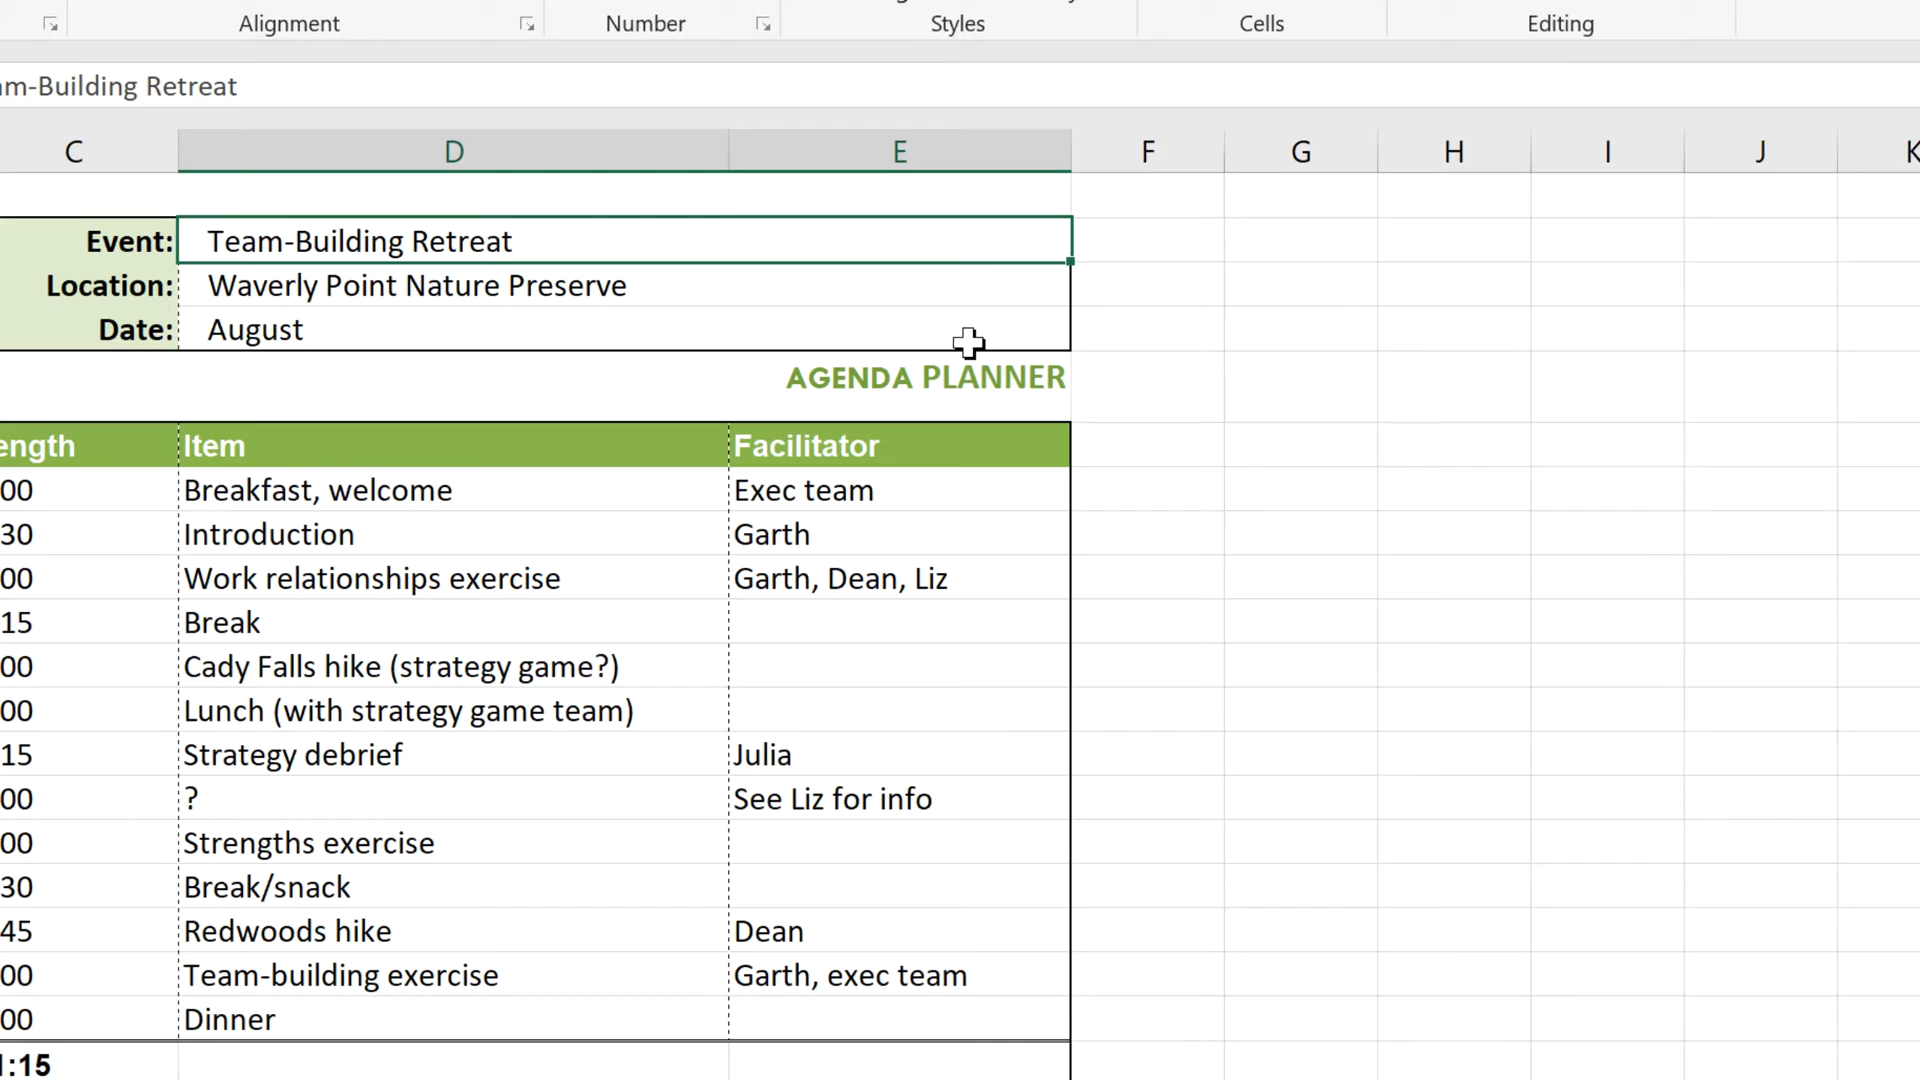 Alignment Number Styles Cells Editing
am-Building Retreat
C D E F G H I J K
Event: Team-Building Retreat
Location: Waverly Point Nature Preserve
Date: August
AGENDA PLANNER
ength Item Facilitator
00 Breakfast, welcome Exec team
30 Introduction Garth
00 Work relationships exercise Garth, Dean, Liz
15 Break
00 Cady Falls hike (strategy game?)
00 Lunch (with strategy game team)
15 Strategy debrief Julia
00 ? See Liz for info
00 Strengths exercise
30 Break/snack
45 Redwoods hike Dean
00 Team-building exercise Garth, exec team
00 Dinner
:15